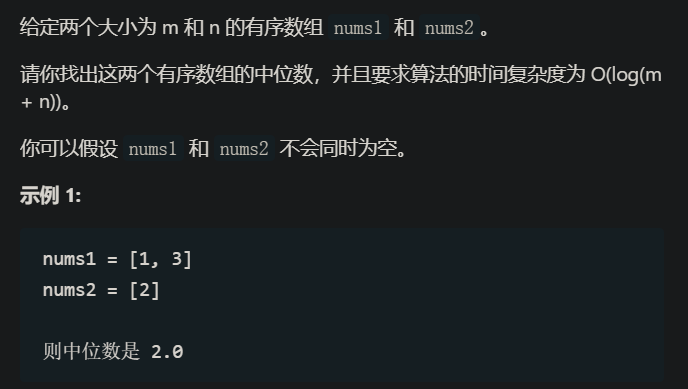 给定两个大小为 m 和 n 的有序数组 nums1 和 nums2。
请你找出这两个有序数组的中位数，并且要求算法的时间复杂度为 O(log(m
+ n))。
你可以假设 nums1 和 nums2 不会同时为空。
示例 1:
nums1 = [1, 3]
nums2 = [2]
则中位数是 2.0